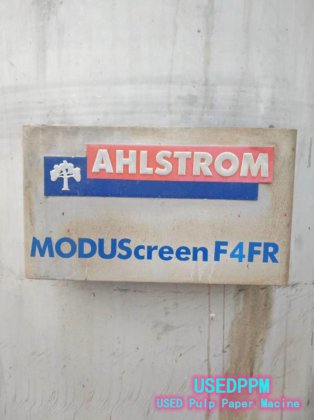 AHLSTROM
MODUScreen F4FR
USEDPPM
USED Pulp Paper Macine